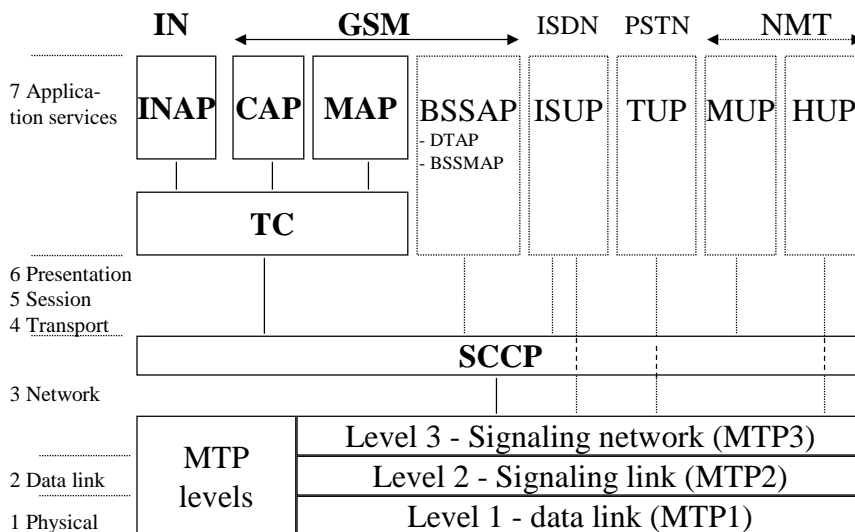 IN GSM ISDN PSTN NMT
7 Applica-
tion services
INAP CAP MAP BSSAP ISUP TUP MUP HUP
- DTAP
- BSSMAP
TC
6 Presentation
5 Session
4 Transport
SCCP
3 Network
MTP
levels
Level 3 - Signaling network (MTP3)
2 Data link
Level 2 - Signaling link (MTP2)
1 Physical
Level 1 - data link (MTP1)